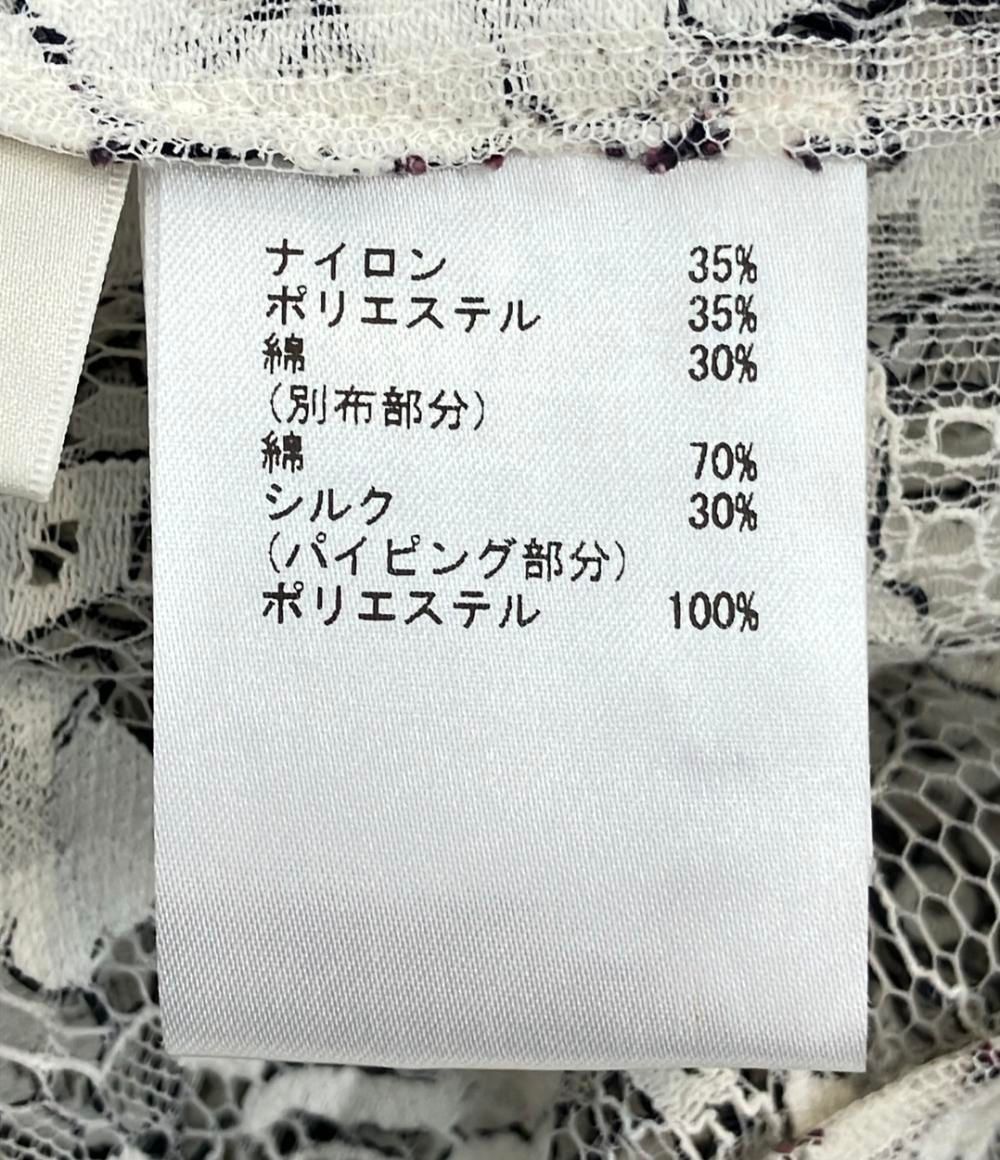 ナイロン 35%
ポリエステル 35%
綿 30%
(別布部分)
綿 70%
シルク 30%
(パイピング部分)
ポリエステル 100%